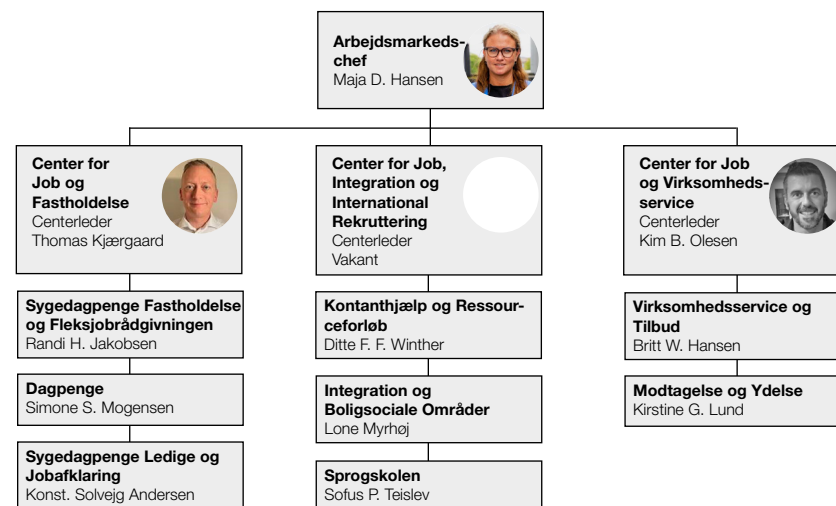 Arbejdsmarkeds-
chef
Maja D. Hansen
Center for
Job og
Fastholdelse
Centerleder
Thomas Kjærgaard
Center for Job,
Integration og
International
Rekruttering
Centerleder
Vakant
Center for Job
og Virksomheds-
service
Centerleder
Kim B. Olesen
Sygedagpenge Fastholdelse
og Fleksjobrådgivningen
Randi H. Jakobsen
Dagpenge
Simone S. Mogensen
Sygedagpenge Ledige og
Jobafklaring
Konst. Solvejg Andersen
Kontanthjælp og Ressour-
ceforløb
Ditte F. F. Winther
Integration og
Boligsociale Områder
Lone Myrhøj
Sprogskolen
Sofus P. Teislev
Virksomhedsservice og
Tilbud
Britt W. Hansen
Modtagelse og Ydelse
Kirstine G. Lund